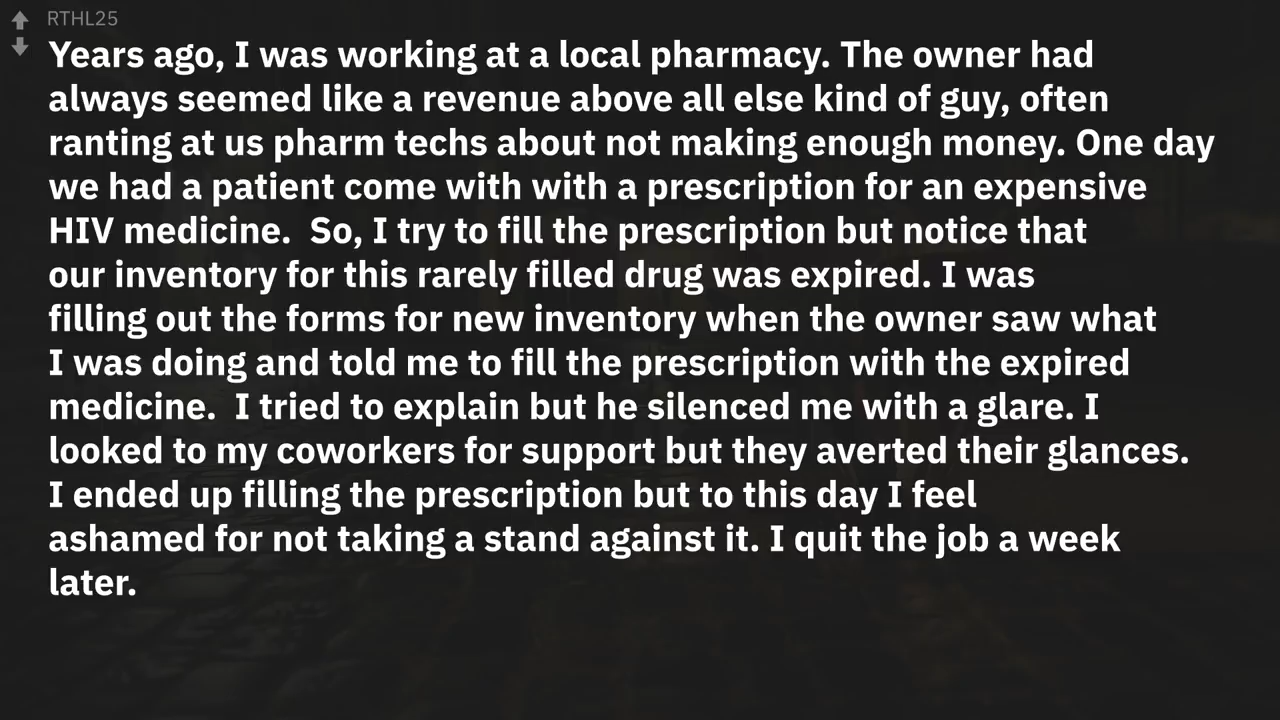 RTHL25
Years ago, I was working at a local pharmacy. The owner had
always seemed like a revenue above all else kind of guy, often
ranting at us pharm techs about not making enough money. One day
we had a patient come with with a prescription for an expensive
HIV medicine.  So, I try to fill the prescription but notice that
our inventory for this rarely filled drug was expired. I was
filling out the forms for new inventory when the owner saw what
I was doing and told me to fill the prescription with the expired
medicine.  I tried to explain but he silenced me with a glare. I
looked to my coworkers for support but they averted their glances.
I ended up filling the prescription but to this day I feel
ashamed for not taking a stand against it. I quit the job a week
later.